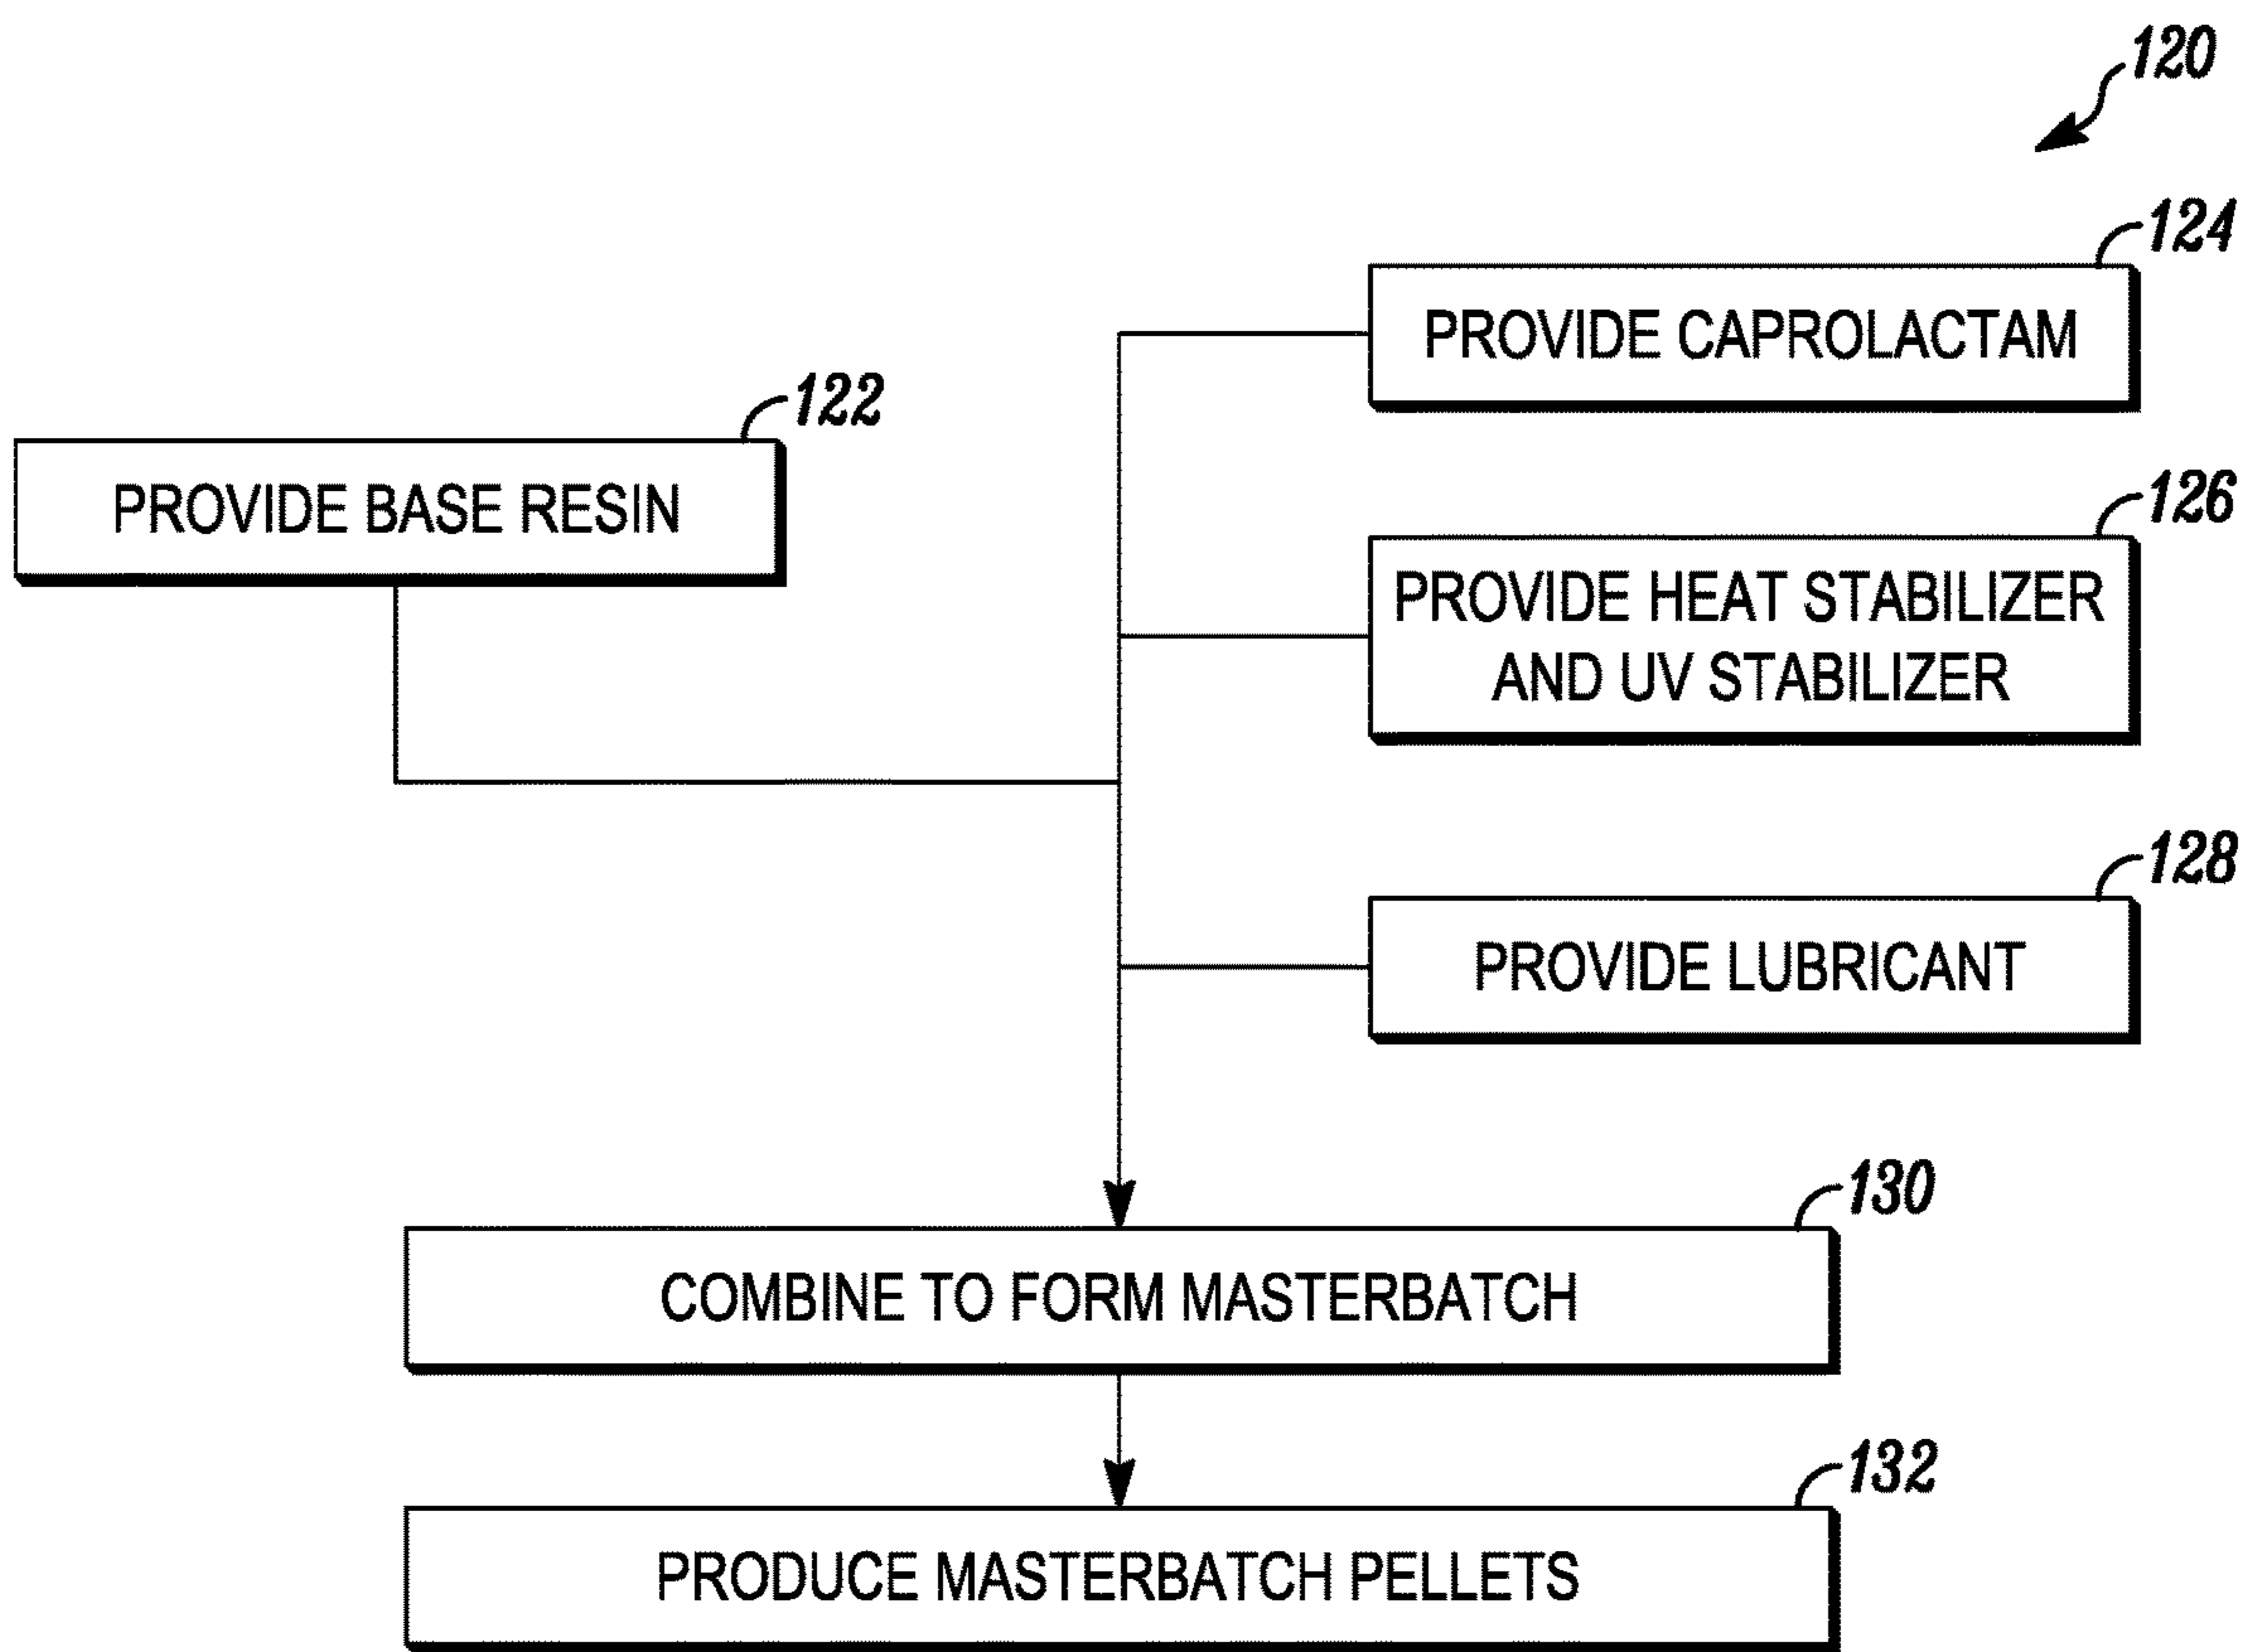 120
124
PROVIDE CAPROLACTAM
122
PROVIDE BASE RESIN
126
PROVIDE HEAT STABILIZER
AND UV STABILIZER
128
PROVIDE LUBRICANT
130
COMBINE TO FORM MASTERBATCH
132
PRODUCE MASTERBATCH PELLETS